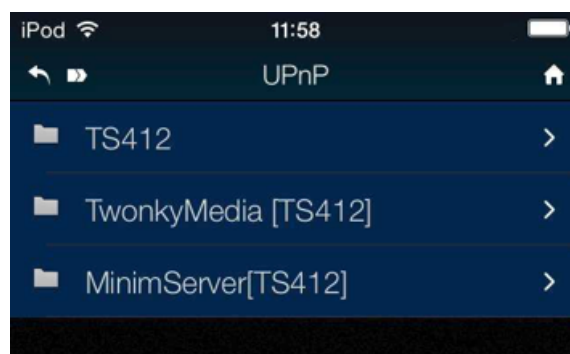 iPod 11:58
UPnP
TS412
TwonkyMedia [TS412]
MinimServer[TS412]